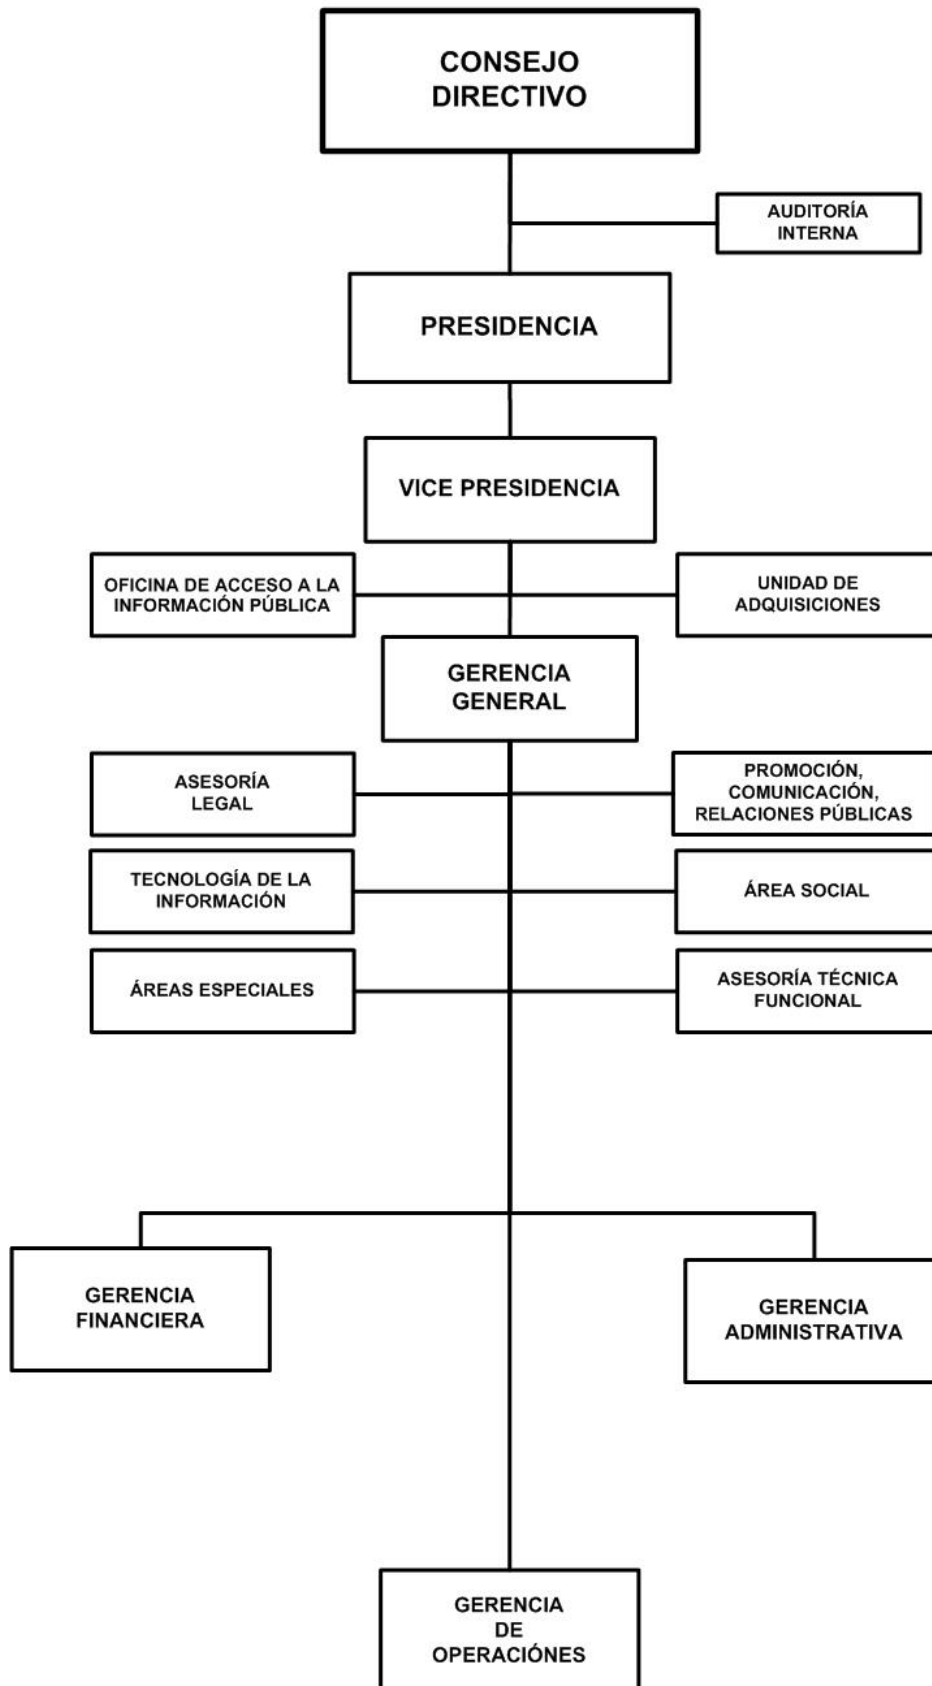 CONSEJO
DIRECTIVO
AUDITORÍA
INTERNA
PRESIDENCIA
VICE PRESIDENCIA
OFICINA DE ACCESO A LA
INFORMACIÓN PÚBLICA
UNIDAD DE
ADQUISICIONES
GERENCIA
GENERAL
ASESORÍA
LEGAL
PROMOCIÓN,
COMUNICACIÓN,
RELACIONES PÚBLICAS
TECNOLOGÍA DE LA
INFORMACIÓN
ÁREA SOCIAL
ÁREAS ESPECIALES
ASESORÍA TÉCNICA
FUNCIONAL
GERENCIA
FINANCIERA
GERENCIA
ADMINISTRATIVA
GERENCIA
DE
OPERACIÓNES